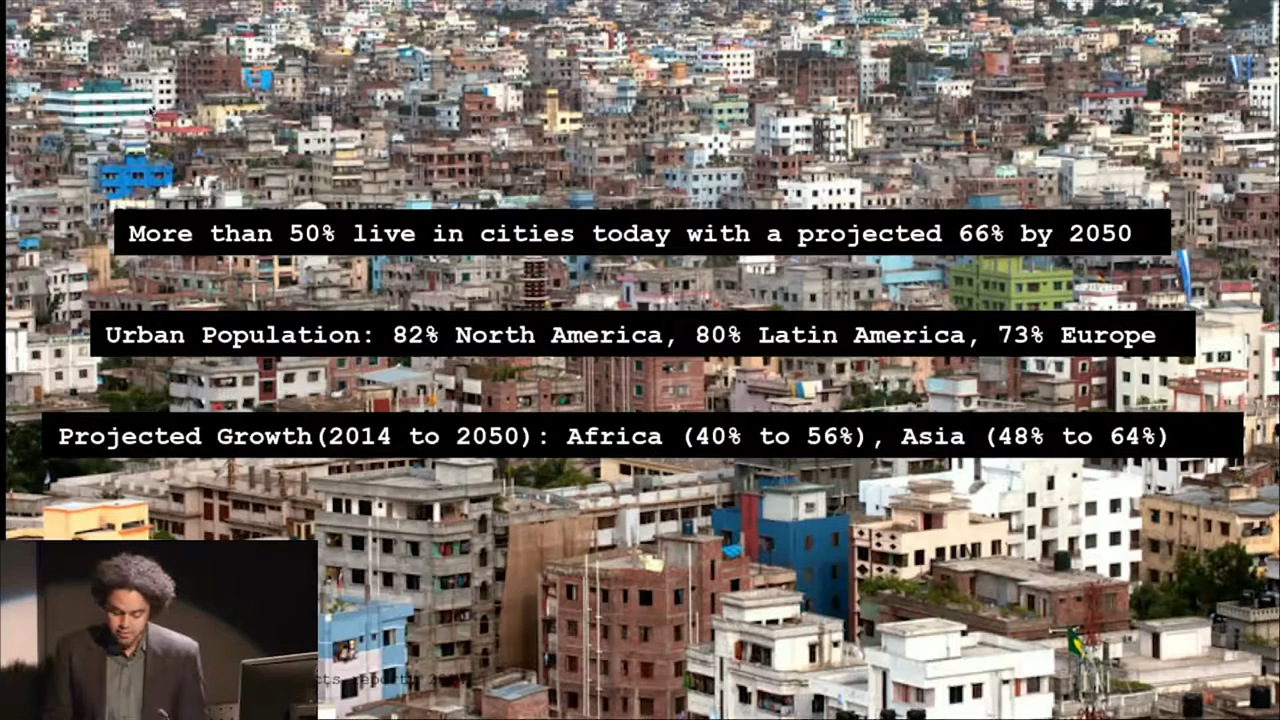 More than 50% live in cities today with a projected 66% by 2050
Urban Population: 82% North America, 80% Latin America, 73% Europe
Projected Growth(2014 to 2050): Africa (40% to 56%), Asia (48% to 64%)